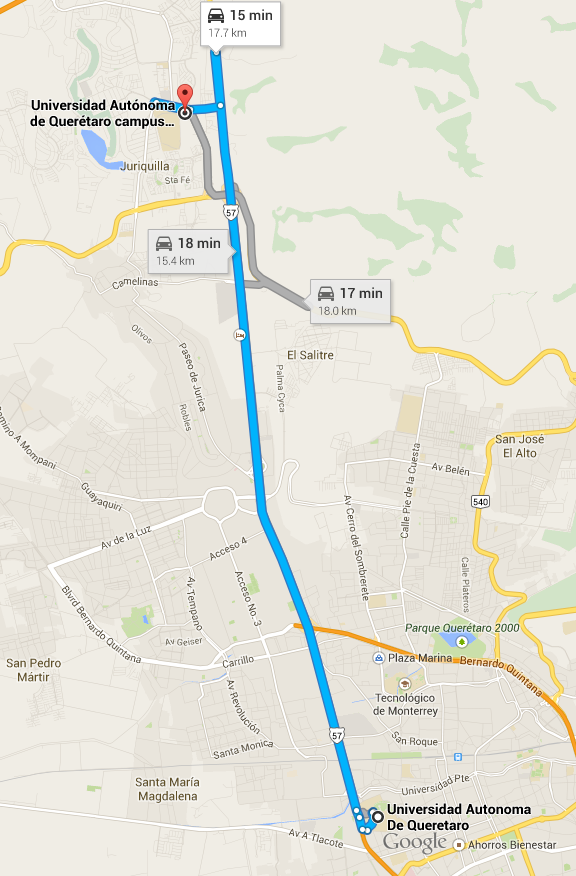 15 min
17.7 km
Universidad Autónoma
de Querétaro campus...
Juriquilla
Sta Fé
57
18 min
15.4 km
Camelinas
17 min
18.0 km
Olivos
El Salitre
Paseo de Jurica
Palma Cyca
Robles
Camino A Mompani
San José
El Alto
Av Belén
Guayaquiri
540
Av Cerro del Sombrerete
Calle Pie de la Cuesta
Av de la Luz
Acceso 4
Calle Plateros
Blvrd Bernardo Quintana
Av Tempano
Acceso No. 3
Parque Querétaro 2000
Av Geiser
Carrillo
Plaza Marina
Bernardo Quintana
San Pedro
Mártir
Tecnológico
de Monterrey
Av Revolución
57
San Roque
Santa Monica
Universidad Pte
Santa María
Magdalena
Universidad Autonoma
De Queretaro
Av A Tlacote
Google
Ahorros Bienestar